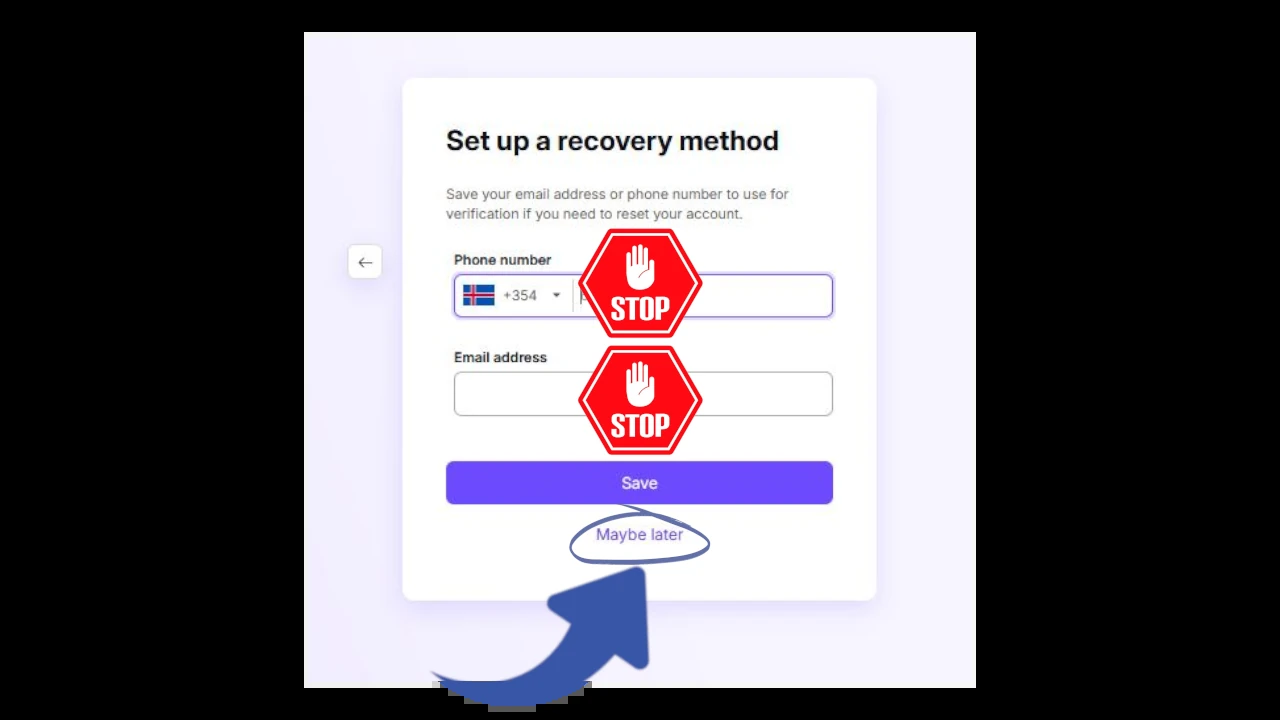 Set up a recovery method
Save your email address or phone number to use for
verification if you need to reset your account.
Phone number
+354
STOP
Email address
STOP
Save
Maybe later